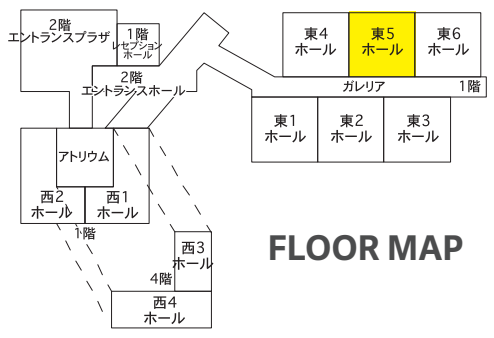 2階
エントランスプラザ
1階
レセプション
ホール
2階
エントランスホール
東4
ホール
東5
ホール
東6
ホール
ガレリア
1階
東1
ホール
東2
ホール
東3
ホール
アトリウム
西2
ホール
西1
ホール
1階
西3
ホール
4階
西4
ホール
FLOOR MAP